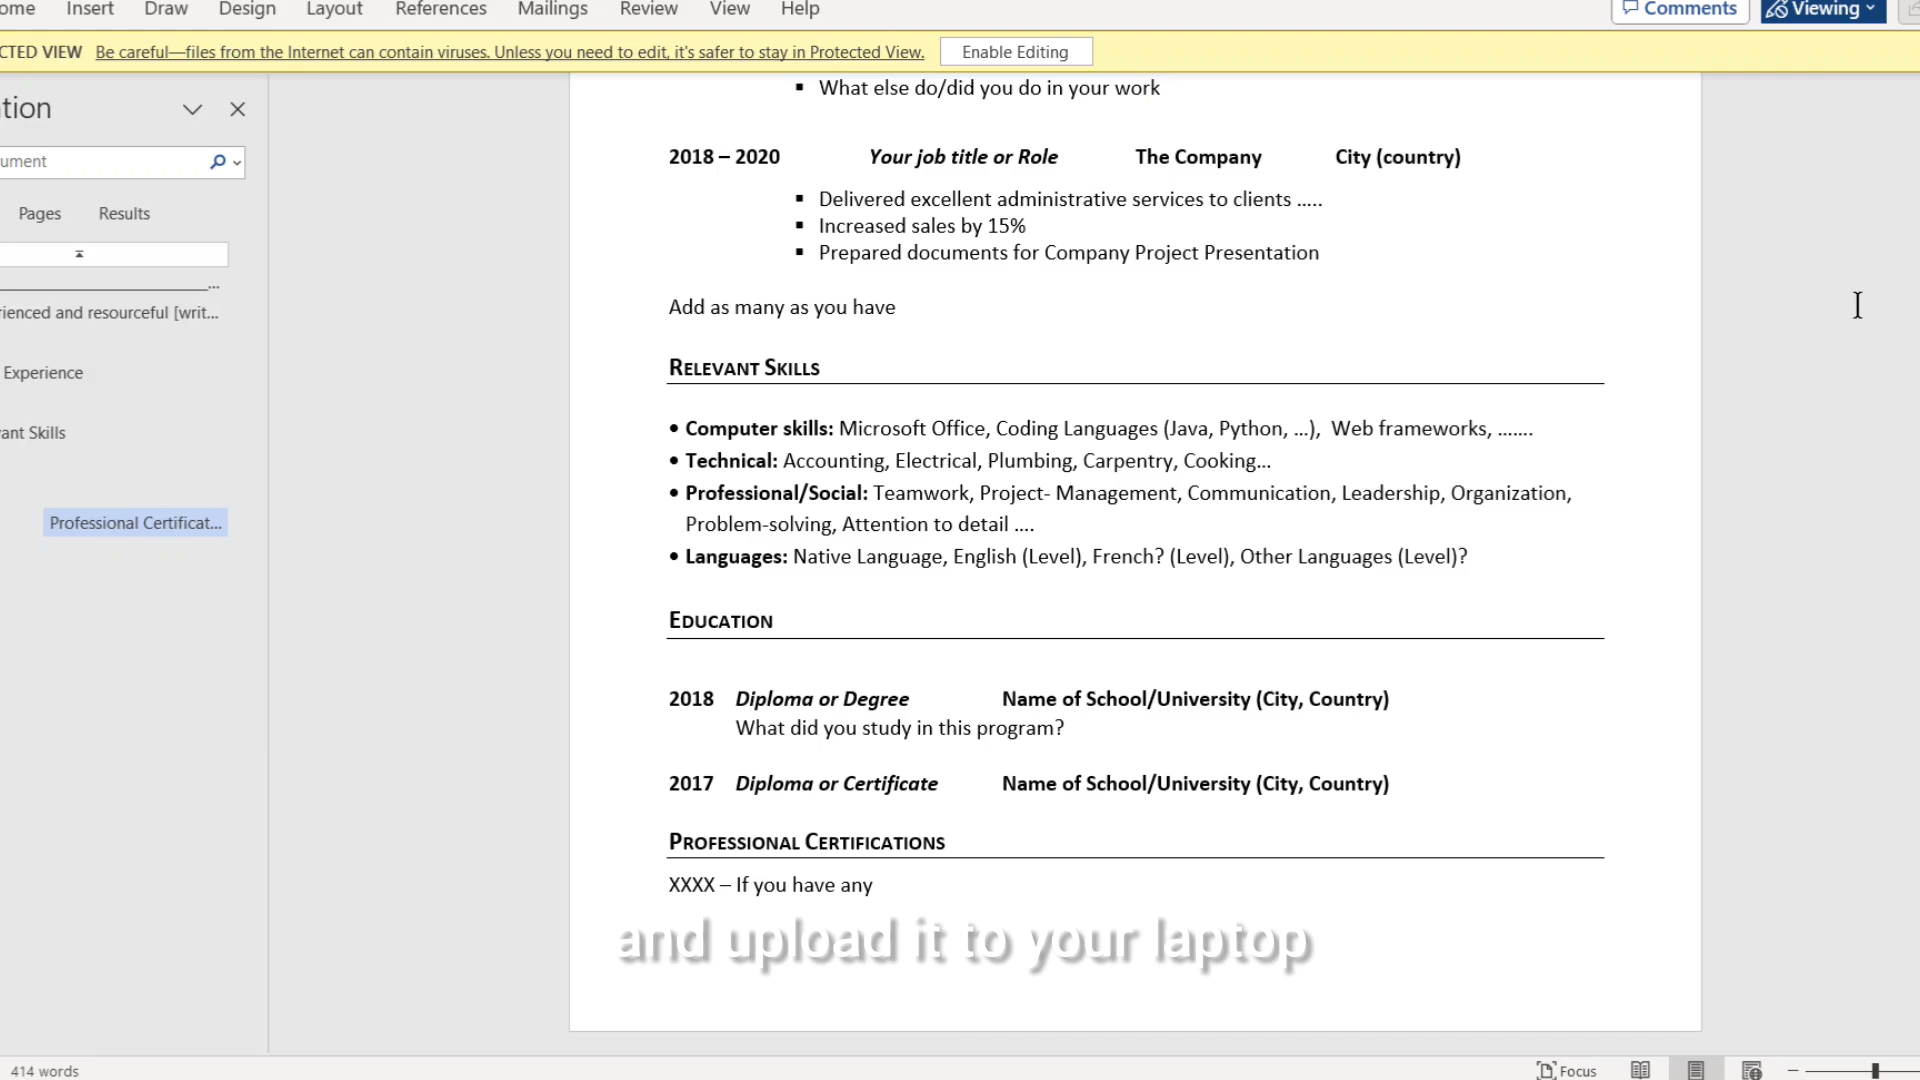 ome Insert Draw Design Layout References Mailings Review View Help Comments Viewing
CTED VIEW Be careful—files from the Internet can contain viruses. Unless you need to edit, it's safer to stay in Protected View. Enable Editing
tion
ument
Pages Results
...
rienced and resourceful [writ...
Experience
ant Skills
Professional Certificat...
▪ What else do/did you do in your work
2018 – 2020 Your job title or Role The Company City (country)
▪ Delivered excellent administrative services to clients .....
▪ Increased sales by 15%
▪ Prepared documents for Company Project Presentation
Add as many as you have
RELEVANT SKILLS
• Computer skills: Microsoft Office, Coding Languages (Java, Python, ...), Web frameworks, .......
• Technical: Accounting, Electrical, Plumbing, Carpentry, Cooking...
• Professional/Social: Teamwork, Project- Management, Communication, Leadership, Organization,
Problem-solving, Attention to detail ....
• Languages: Native Language, English (Level), French? (Level), Other Languages (Level)?
EDUCATION
2018 Diploma or Degree Name of School/University (City, Country)
What did you study in this program?
2017 Diploma or Certificate Name of School/University (City, Country)
PROFESSIONAL CERTIFICATIONS
XXXX – If you have any
and upload it to your laptop
414 words Focus